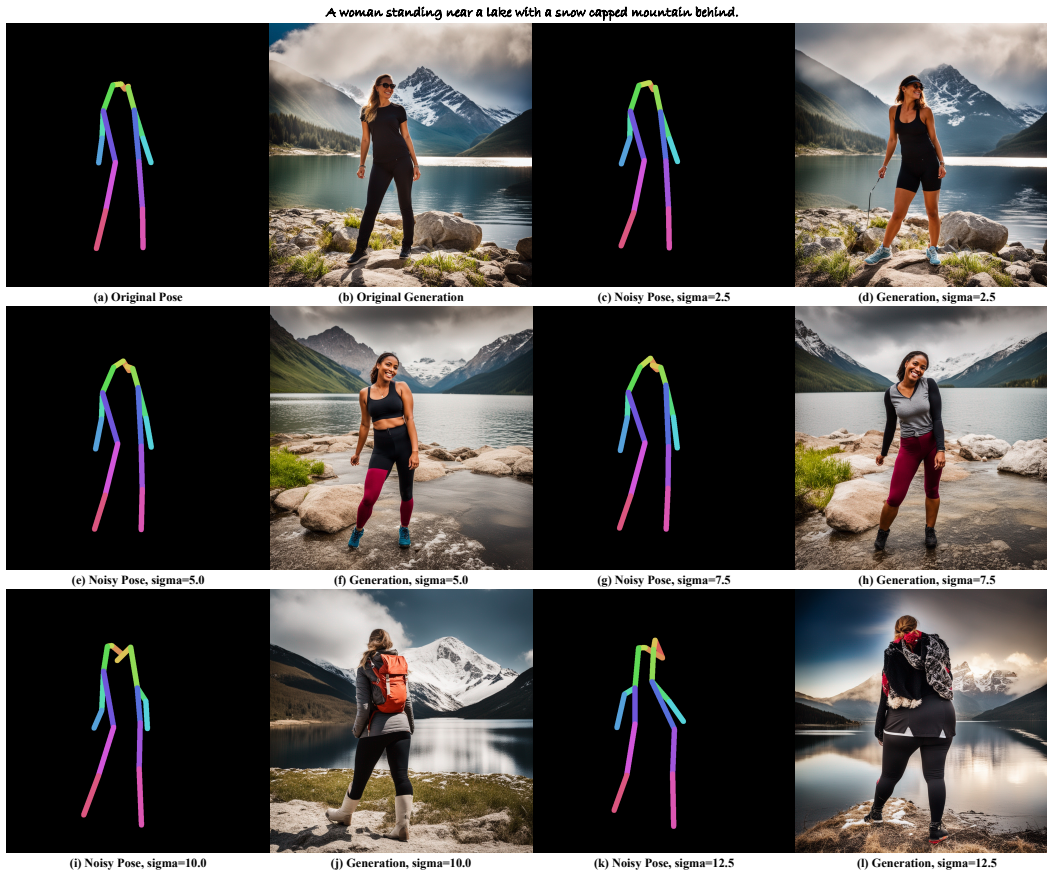 A woman standing near a lake with a snow capped mountain behind.
(a) Original Pose
(b) Original Generation
(c) Noisy Pose, sigma=2.5
(d) Generation, sigma=2.5
(e) Noisy Pose, sigma=5.0
(f) Generation, sigma=5.0
(g) Noisy Pose, sigma=7.5
(h) Generation, sigma=7.5
(i) Noisy Pose, sigma=10.0
(j) Generation, sigma=10.0
(k) Noisy Pose, sigma=12.5
(l) Generation, sigma=12.5